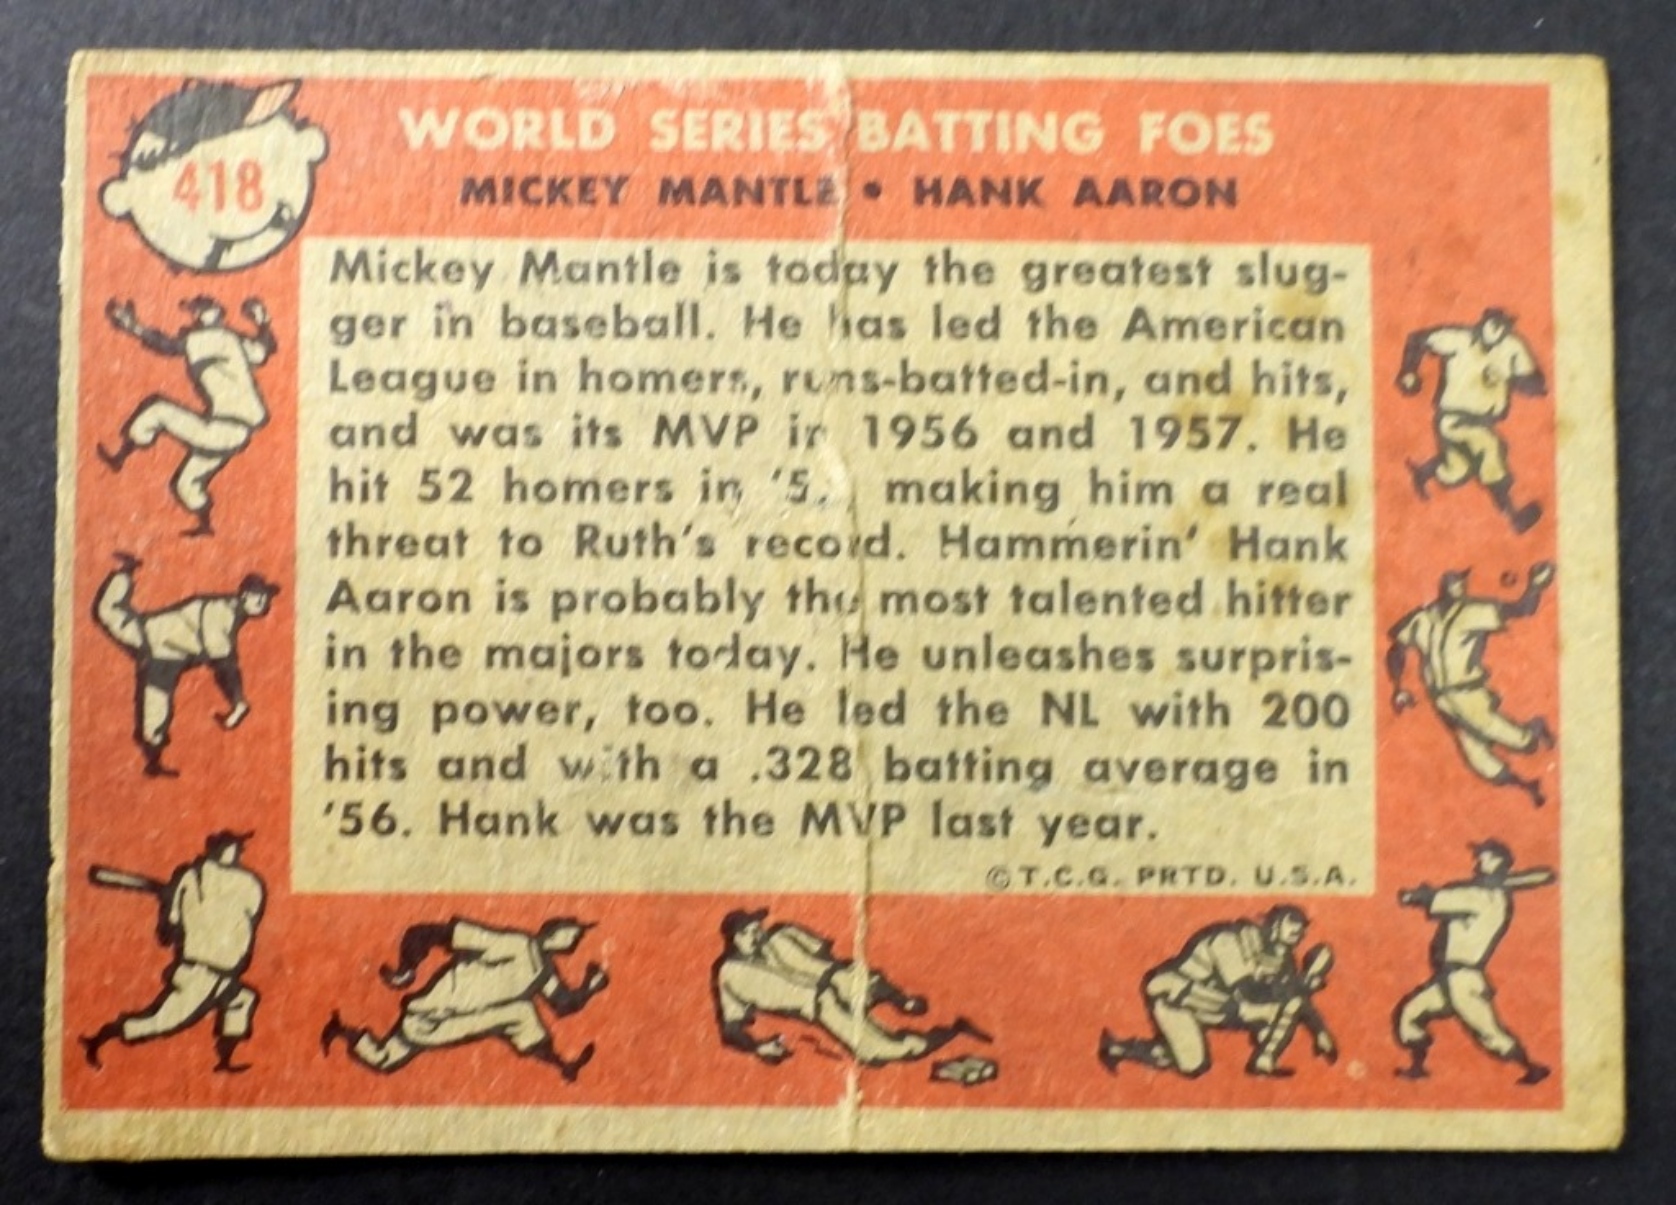 418
WORLD SERIES BATTING FOES
MICKEY MANTLE • HANK AARON
Mickey Mantle is today the greatest slug-
ger in baseball. He has led the American
League in homers, runs-batted-in, and hits,
and was its MVP in 1956 and 1957. He
hit 52 homers in making him a real
threat to Ruth's record. Hammerin' Hank
Aaron is probably the most talented hitter
in the majors today. He unleashes surpris-
ing power, too. He led the NL with 200
hits and with a .328 batting average in
'56. Hank was the MVP last year.
©T.C.G. PRTD. U.S.A.